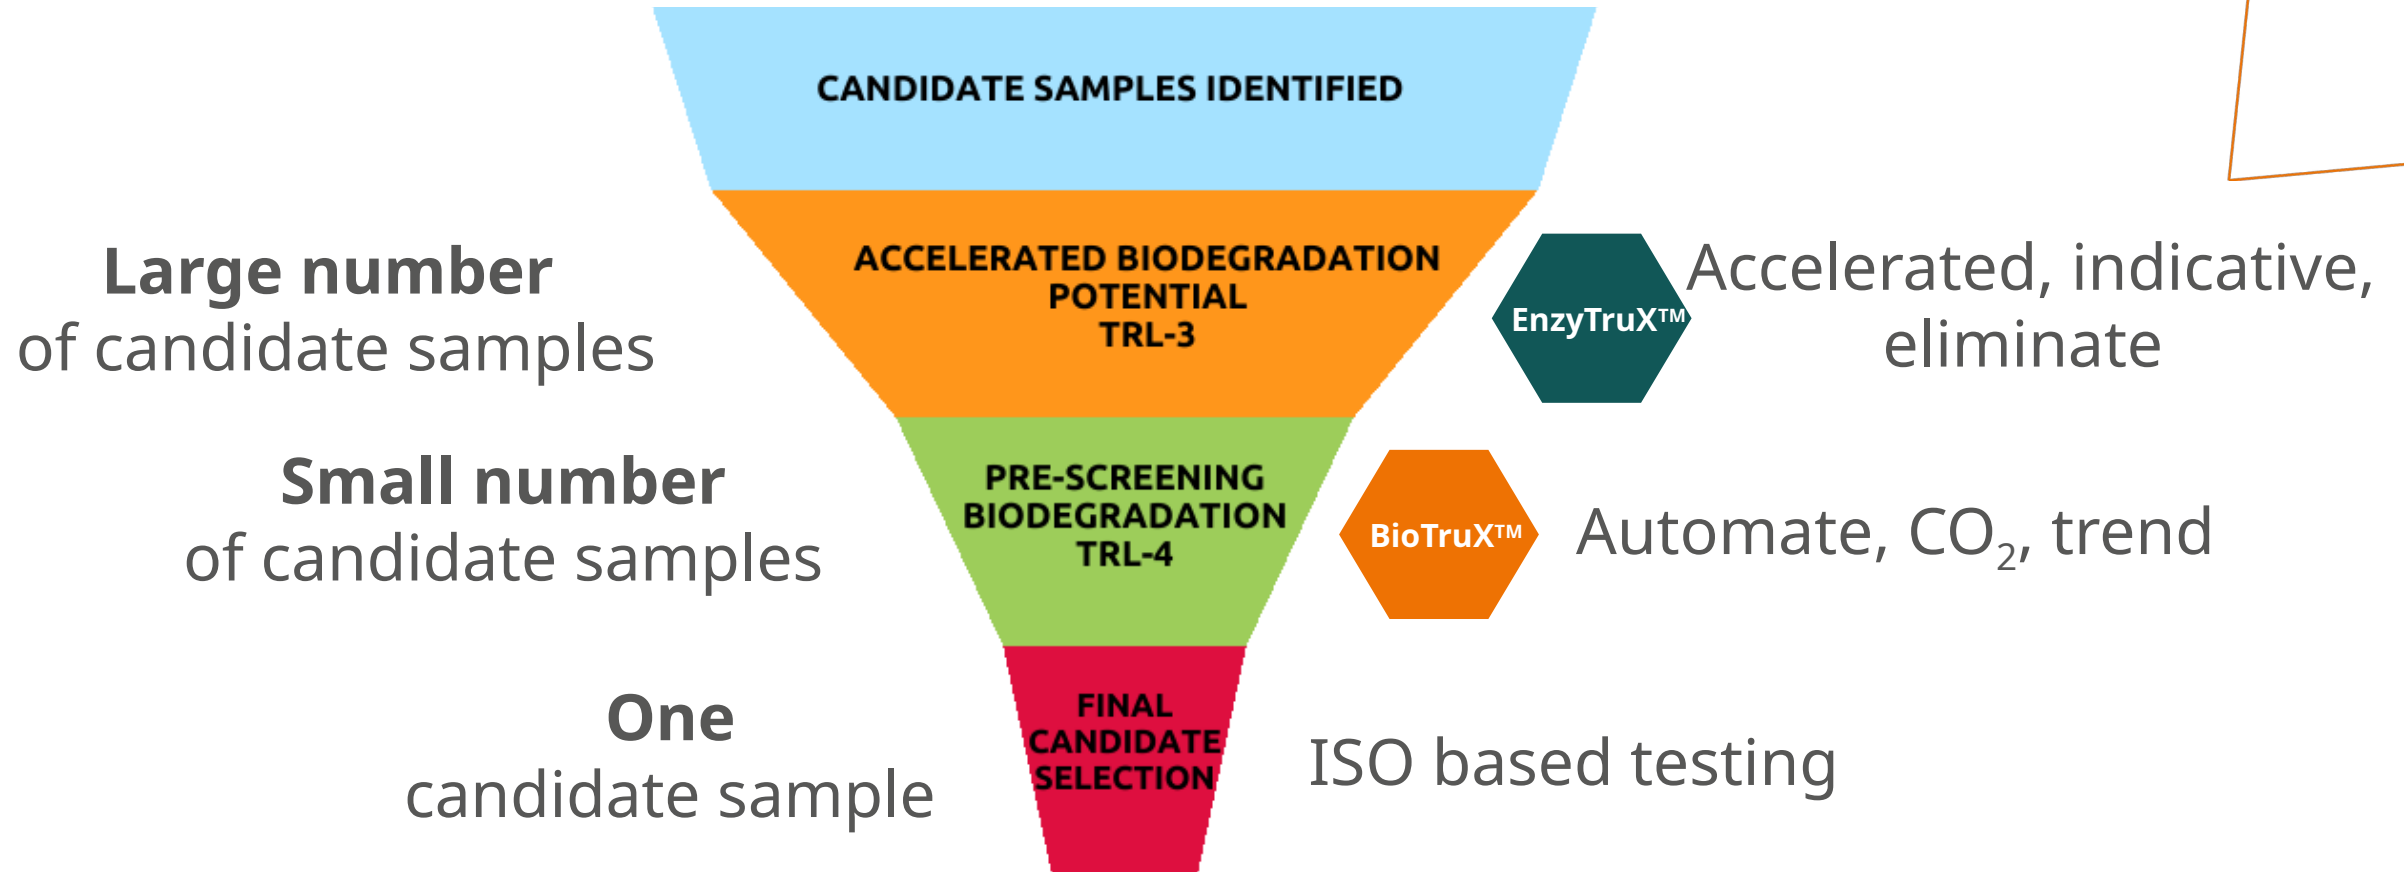 CANDIDATE SAMPLES IDENTIFIED
Large number
of candidate samples
ACCELERATED BIODEGRADATION
POTENTIAL
TRL-3
EnzyTruX™
Accelerated, indicative,
eliminate
Small number
of candidate samples
PRE-SCREENING
BIODEGRADATION
TRL-4
BioTruX™
Automate, CO₂, trend
One
candidate sample
FINAL
CANDIDATE
SELECTION
ISO based testing